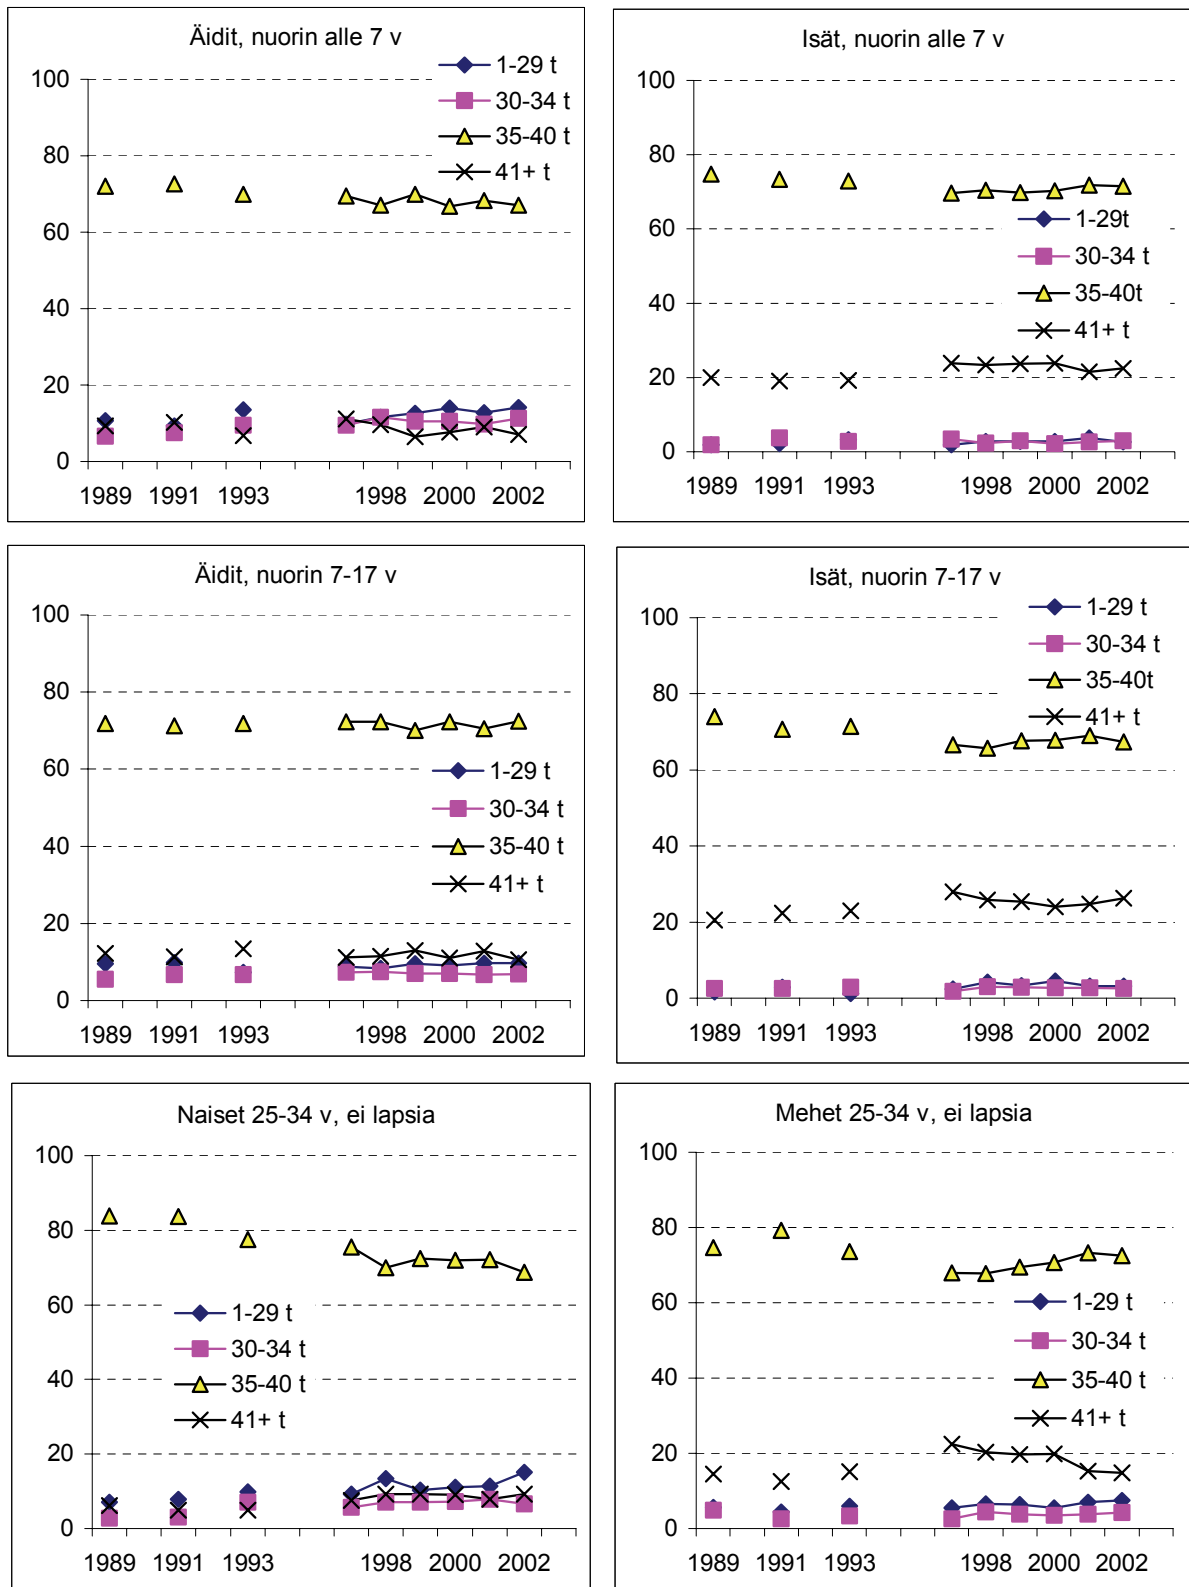 Äidit, nuorin alle 7 v
1-29 t
30-34 t
35-40 t
41+ t
100
80
60
40
20
0
1989 1991 1993 1998 2000 2002
Isät, nuorin alle 7 v
1-29t
30-34 t
35-40t
41+ t
100
80
60
40
20
0
1989 1991 1993 1998 2000 2002
Äidit, nuorin 7-17 v
1-29 t
30-34 t
35-40 t
41+ t
100
80
60
40
20
0
1989 1991 1993 1998 2000 2002
Isät, nuorin 7-17 v
1-29 t
30-34 t
35-40t
41+ t
100
80
60
40
20
0
1989 1991 1993 1998 2000 2002
Naiset 25-34 v, ei lapsia
1-29 t
30-34 t
35-40 t
41+ t
100
80
60
40
20
0
1989 1991 1993 1998 2000 2002
Mehet 25-34 v, ei lapsia
1-29 t
30-34 t
35-40 t
41+ t
100
80
60
40
20
0
1989 1991 1993 1998 2000 2002